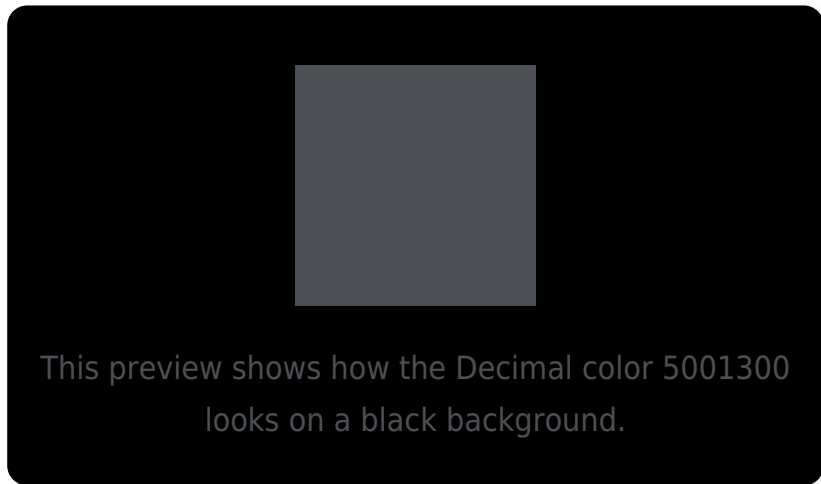 This preview shows how the Decimal color 5001300
looks on a black background.